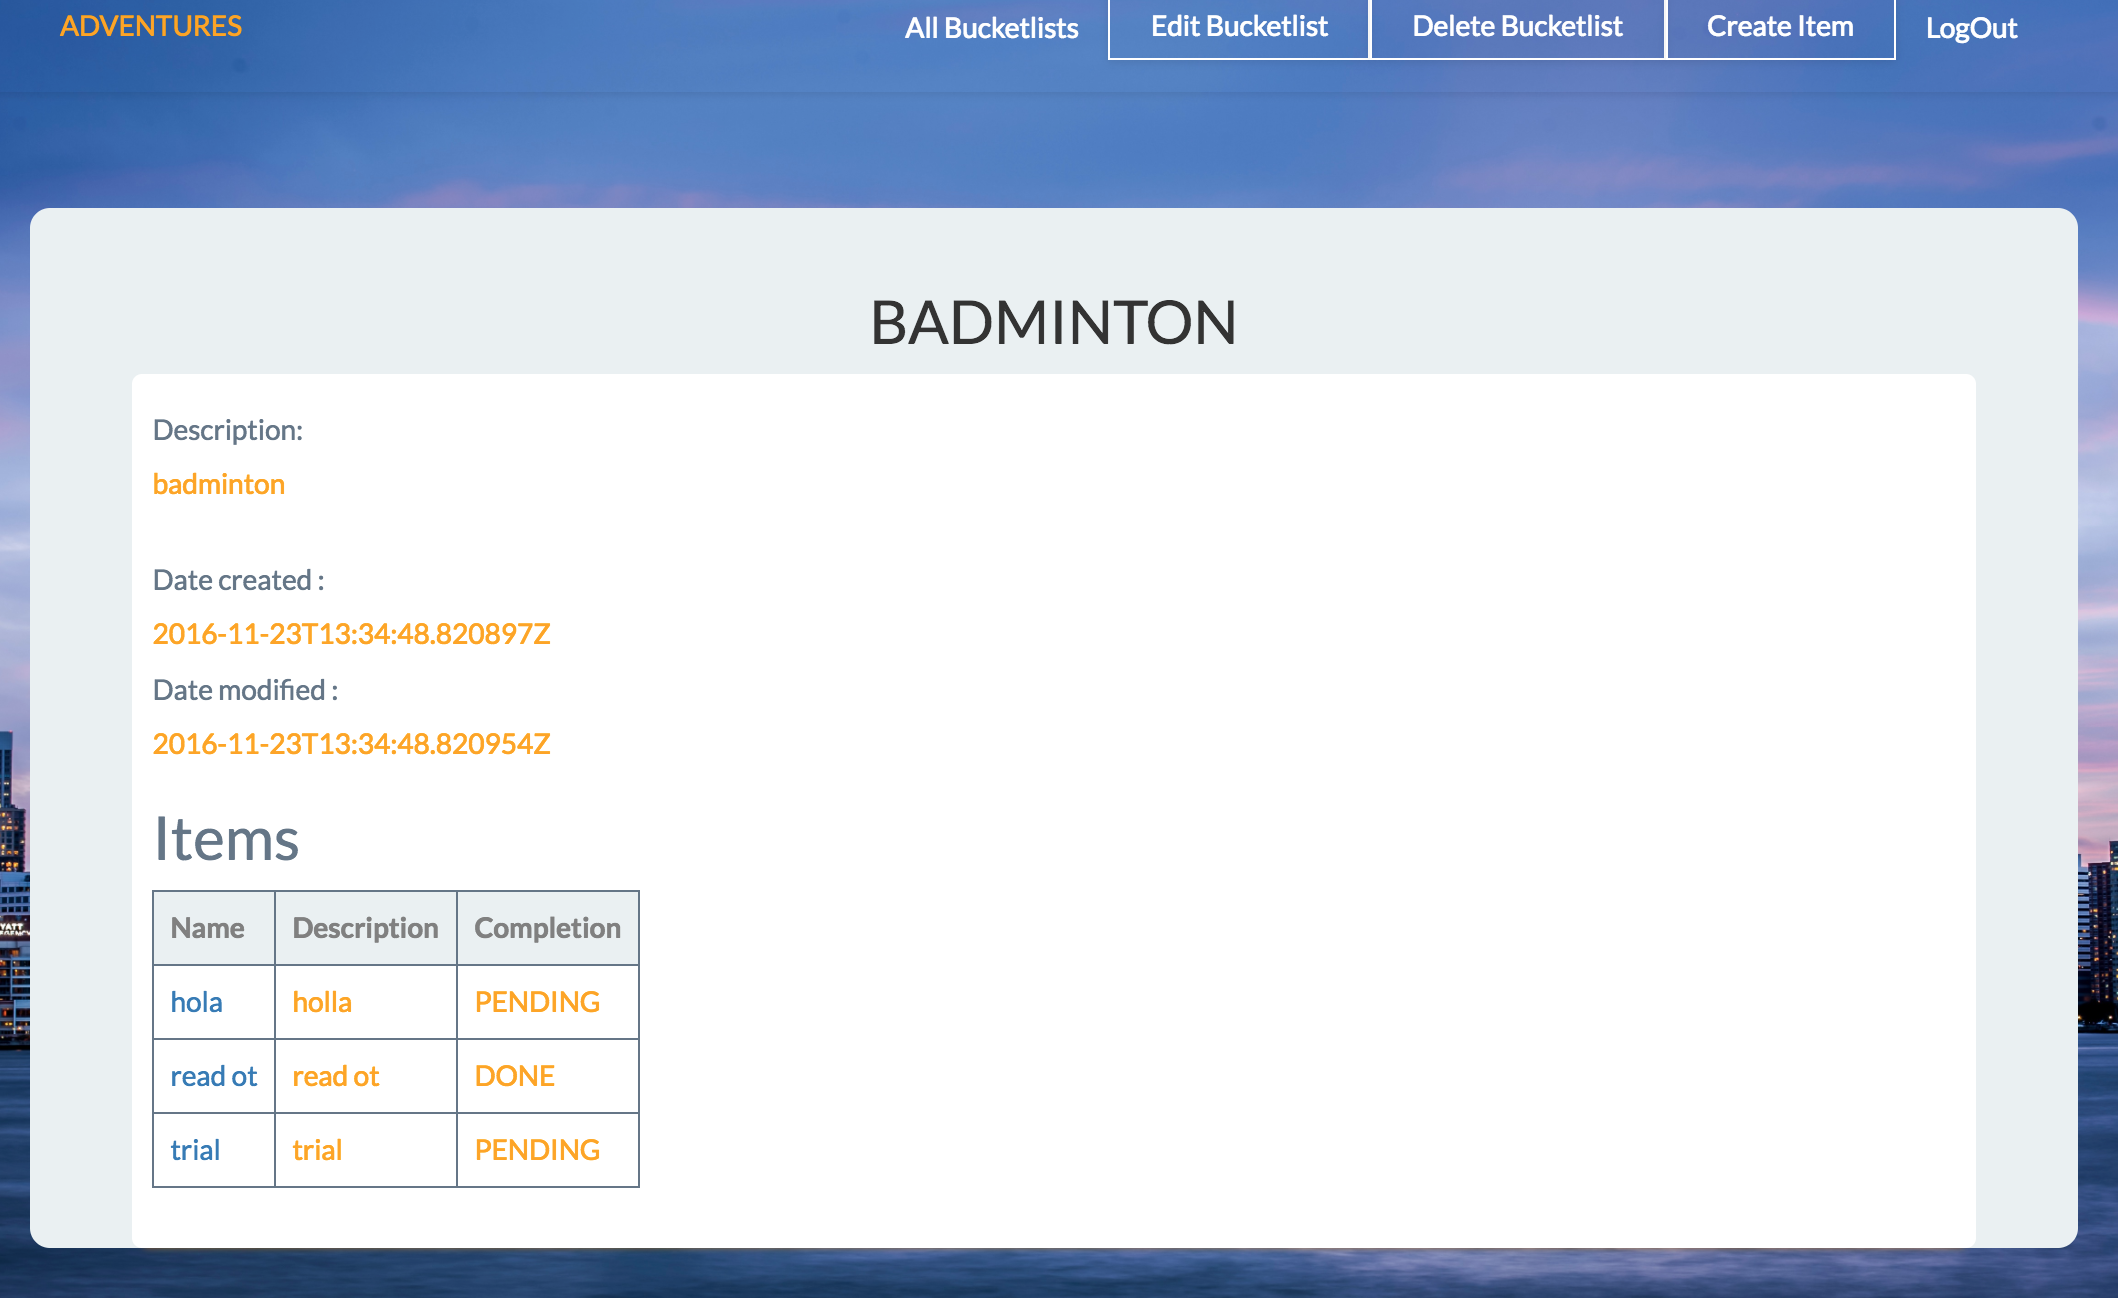 ADVENTURES All Bucketlists Edit Bucketlist Delete Bucketlist Create Item LogOut
BADMINTON
Description:
badminton
Date created :
2016-11-23T13:34:48.820897Z
Date modified :
2016-11-23T13:34:48.820954Z
Items
Name Description Completion
hola holla PENDING
read ot read ot DONE
trial trial PENDING